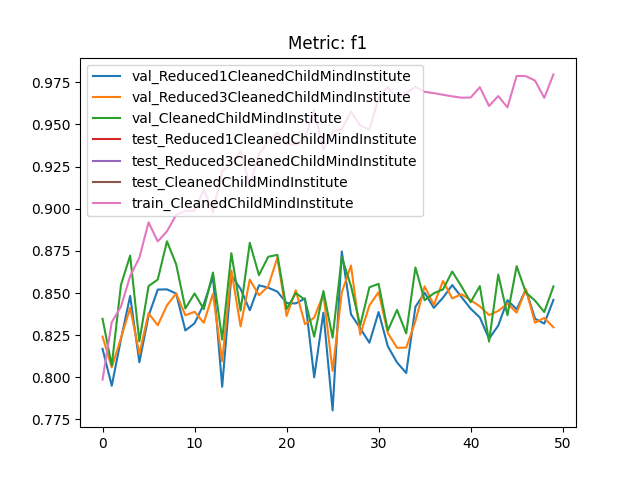 Metric: f1
val_Reduced1CleanedChildMindInstitute
val_Reduced3CleanedChildMindInstitute
val_CleanedChildMindInstitute
test_Reduced1CleanedChildMindInstitute
test_Reduced3CleanedChildMindInstitute
test_CleanedChildMindInstitute
train_CleanedChildMindInstitute
0.975
0.950
0.925
0.900
0.875
0.850
0.825
0.800
0.775
0 10 20 30 40 50